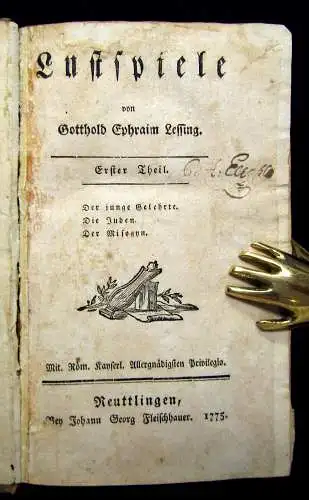 Lustspiele
von
Gotthold Ephraim Lessing.
Erster Theil.
Der junge Gelehrte.
Die Juden.
Der Misogyn.
Mit. Röm. Kayserl. Allergnädigsten Privilegio.
Reuttlingen,
Bey Johann Georg Fleischhauer. 1775.